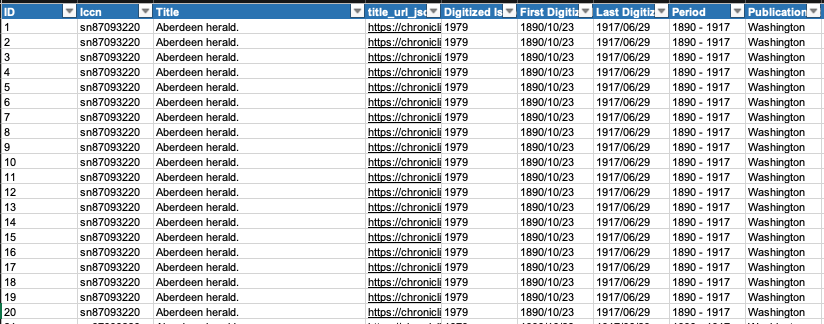 ID lccn Title title_url_jsc Digitized Is First Digitiz Last Digitiz Period Publication
1 sn87093220 Aberdeen herald. https://chronicli 1979 1890/10/23 1917/06/29 1890 - 1917 Washington
2 sn87093220 Aberdeen herald. https://chronicli 1979 1890/10/23 1917/06/29 1890 - 1917 Washington
3 sn87093220 Aberdeen herald. https://chronicli 1979 1890/10/23 1917/06/29 1890 - 1917 Washington
4 sn87093220 Aberdeen herald. https://chronicli 1979 1890/10/23 1917/06/29 1890 - 1917 Washington
5 sn87093220 Aberdeen herald. https://chronicli 1979 1890/10/23 1917/06/29 1890 - 1917 Washington
6 sn87093220 Aberdeen herald. https://chronicli 1979 1890/10/23 1917/06/29 1890 - 1917 Washington
7 sn87093220 Aberdeen herald. https://chronicli 1979 1890/10/23 1917/06/29 1890 - 1917 Washington
8 sn87093220 Aberdeen herald. https://chronicli 1979 1890/10/23 1917/06/29 1890 - 1917 Washington
9 sn87093220 Aberdeen herald. https://chronicli 1979 1890/10/23 1917/06/29 1890 - 1917 Washington
10 sn87093220 Aberdeen herald. https://chronicli 1979 1890/10/23 1917/06/29 1890 - 1917 Washington
11 sn87093220 Aberdeen herald. https://chronicli 1979 1890/10/23 1917/06/29 1890 - 1917 Washington
12 sn87093220 Aberdeen herald. https://chronicli 1979 1890/10/23 1917/06/29 1890 - 1917 Washington
13 sn87093220 Aberdeen herald. https://chronicli 1979 1890/10/23 1917/06/29 1890 - 1917 Washington
14 sn87093220 Aberdeen herald. https://chronicli 1979 1890/10/23 1917/06/29 1890 - 1917 Washington
15 sn87093220 Aberdeen herald. https://chronicli 1979 1890/10/23 1917/06/29 1890 - 1917 Washington
16 sn87093220 Aberdeen herald. https://chronicli 1979 1890/10/23 1917/06/29 1890 - 1917 Washington
17 sn87093220 Aberdeen herald. https://chronicli 1979 1890/10/23 1917/06/29 1890 - 1917 Washington
18 sn87093220 Aberdeen herald. https://chronicli 1979 1890/10/23 1917/06/29 1890 - 1917 Washington
19 sn87093220 Aberdeen herald. https://chronicli 1979 1890/10/23 1917/06/29 1890 - 1917 Washington
20 sn87093220 Aberdeen herald. https://chronicli 1979 1890/10/23 1917/06/29 1890 - 1917 Washington